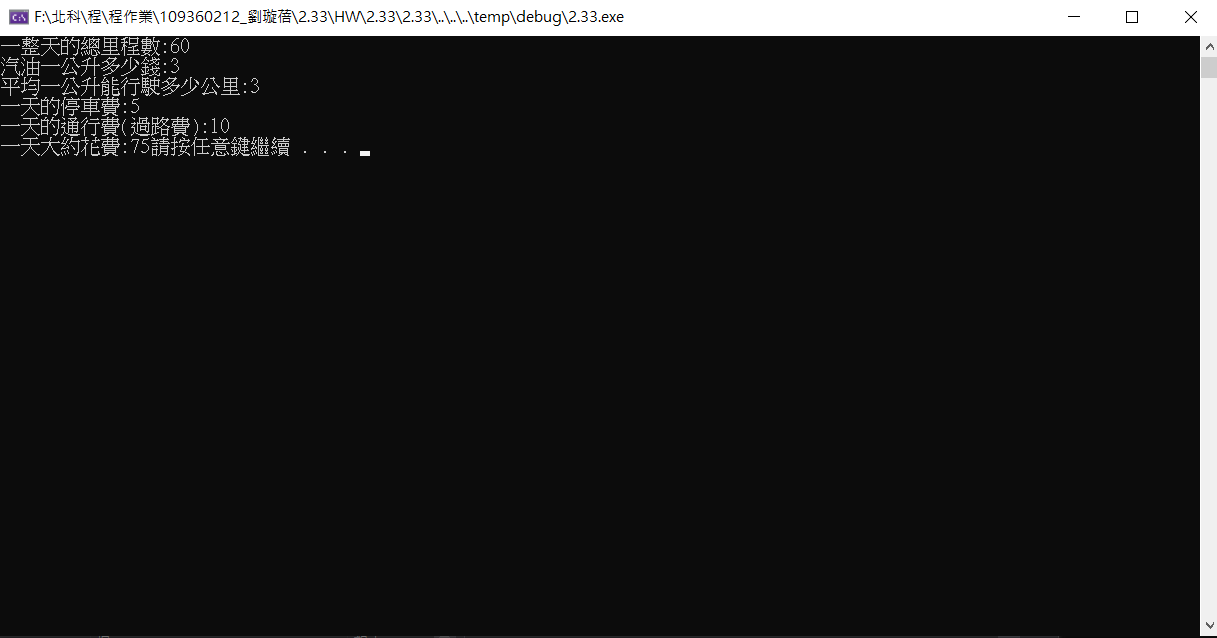 F:\北科\程\程作業\109360212_劉璇蓓\2.33\HW\2.33\2.33\..\..\..\temp\debug\2.33.exe
一整天的總里程數:60
汽油一公升多少錢:3
平均一公升能行駛多少公里:3
一天的停車費:5
一天的通行費(過路費):10
一天大約花費:75請按任意鍵繼續 . . .